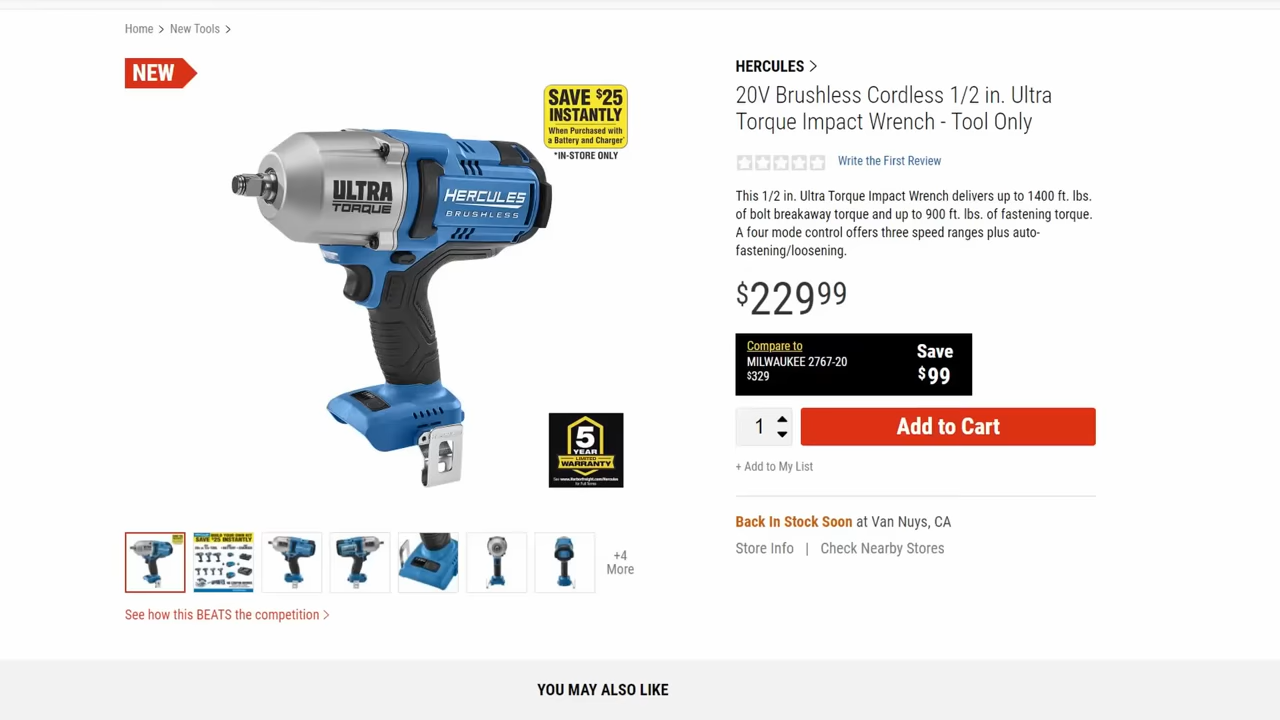 Home > New Tools >
NEW
SAVE $25
INSTANTLY
When Purchased with
a Battery and Charger*
*IN-STORE ONLY
ULTRA
TORQUE
HERCULES
BRUSHLESS
5
YEAR
LIMITED
WARRANTY
+4
More
See how this BEATS the competition >
HERCULES >
20V Brushless Cordless 1/2 in. Ultra
Torque Impact Wrench - Tool Only
Write the First Review
This 1/2 in. Ultra Torque Impact Wrench delivers up to 1400 ft. lbs.
of bolt breakaway torque and up to 900 ft. lbs. of fastening torque.
A four mode control offers three speed ranges plus auto-
fastening/loosening.
$229 99
Compare to
MILWAUKEE 2767-20
$329
Save
$99
1
Add to Cart
+ Add to My List
Back In Stock Soon at Van Nuys, CA
Store Info | Check Nearby Stores
YOU MAY ALSO LIKE